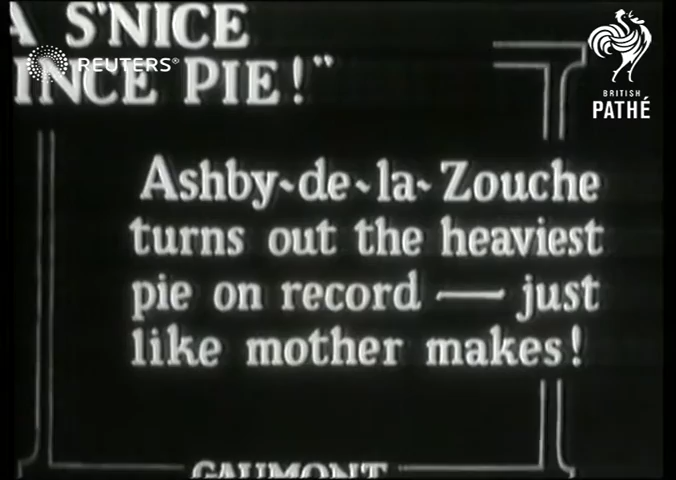 A S'NICE
INCE PIE!"
REUTERS
BRITISH
PATHÉ
Ashby-de-la-Zouche
turns out the heaviest
pie on record — just
like mother makes!
GAUMONT